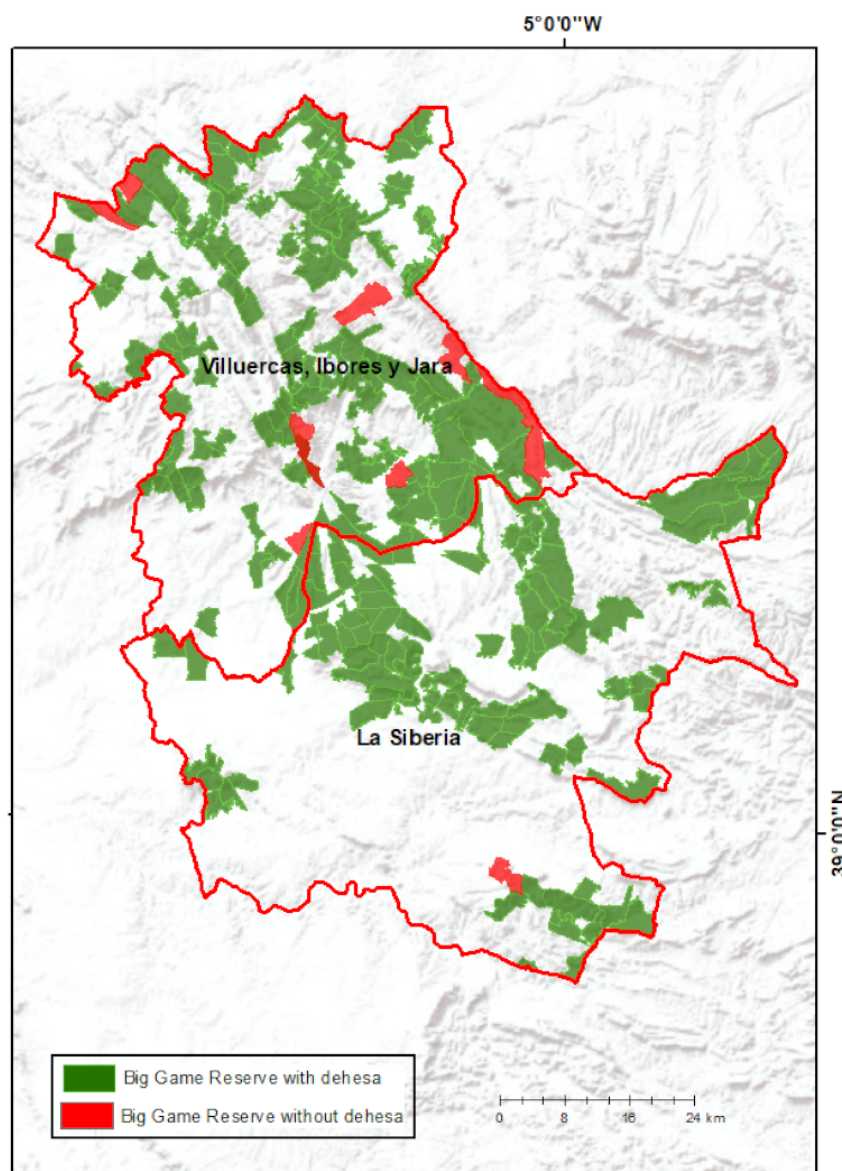 5°0'0"W
Villuercas, Ibores y Jara
La Siberia
39°0'0"N
Big Game Reserve with dehesa
Big Game Reserve without dehesa
0 8 16 24 km